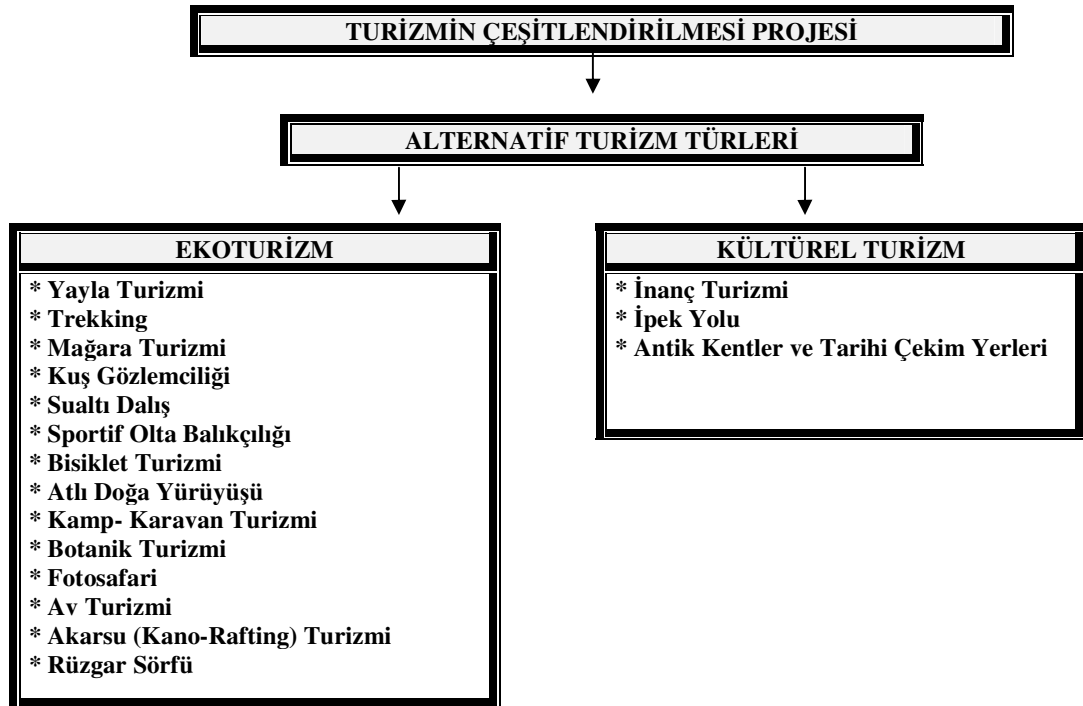 TURİZMİN ÇEŞİTLENDİRİLMESİ PROJESİ
ALTERNATİF TURİZM TÜRLERİ
EKOTURİZM
* Yayla Turizmi
* Trekking
* Mağara Turizmi
* Kuş Gözlemciliği
* Sualtı Dalış
* Sportif Olta Balıkçılığı
* Bisiklet Turizmi
* Atlı Doğa Yürüyüşü
* Kamp- Karavan Turizmi
* Botanik Turizmi
* Fotosafari
* Av Turizmi
* Akarsu (Kano-Rafting) Turizmi
* Rüzgar Sörfü
KÜLTÜREL TURİZM
* İnanç Turizmi
* İpek Yolu
* Antik Kentler ve Tarihi Çekim Yerleri